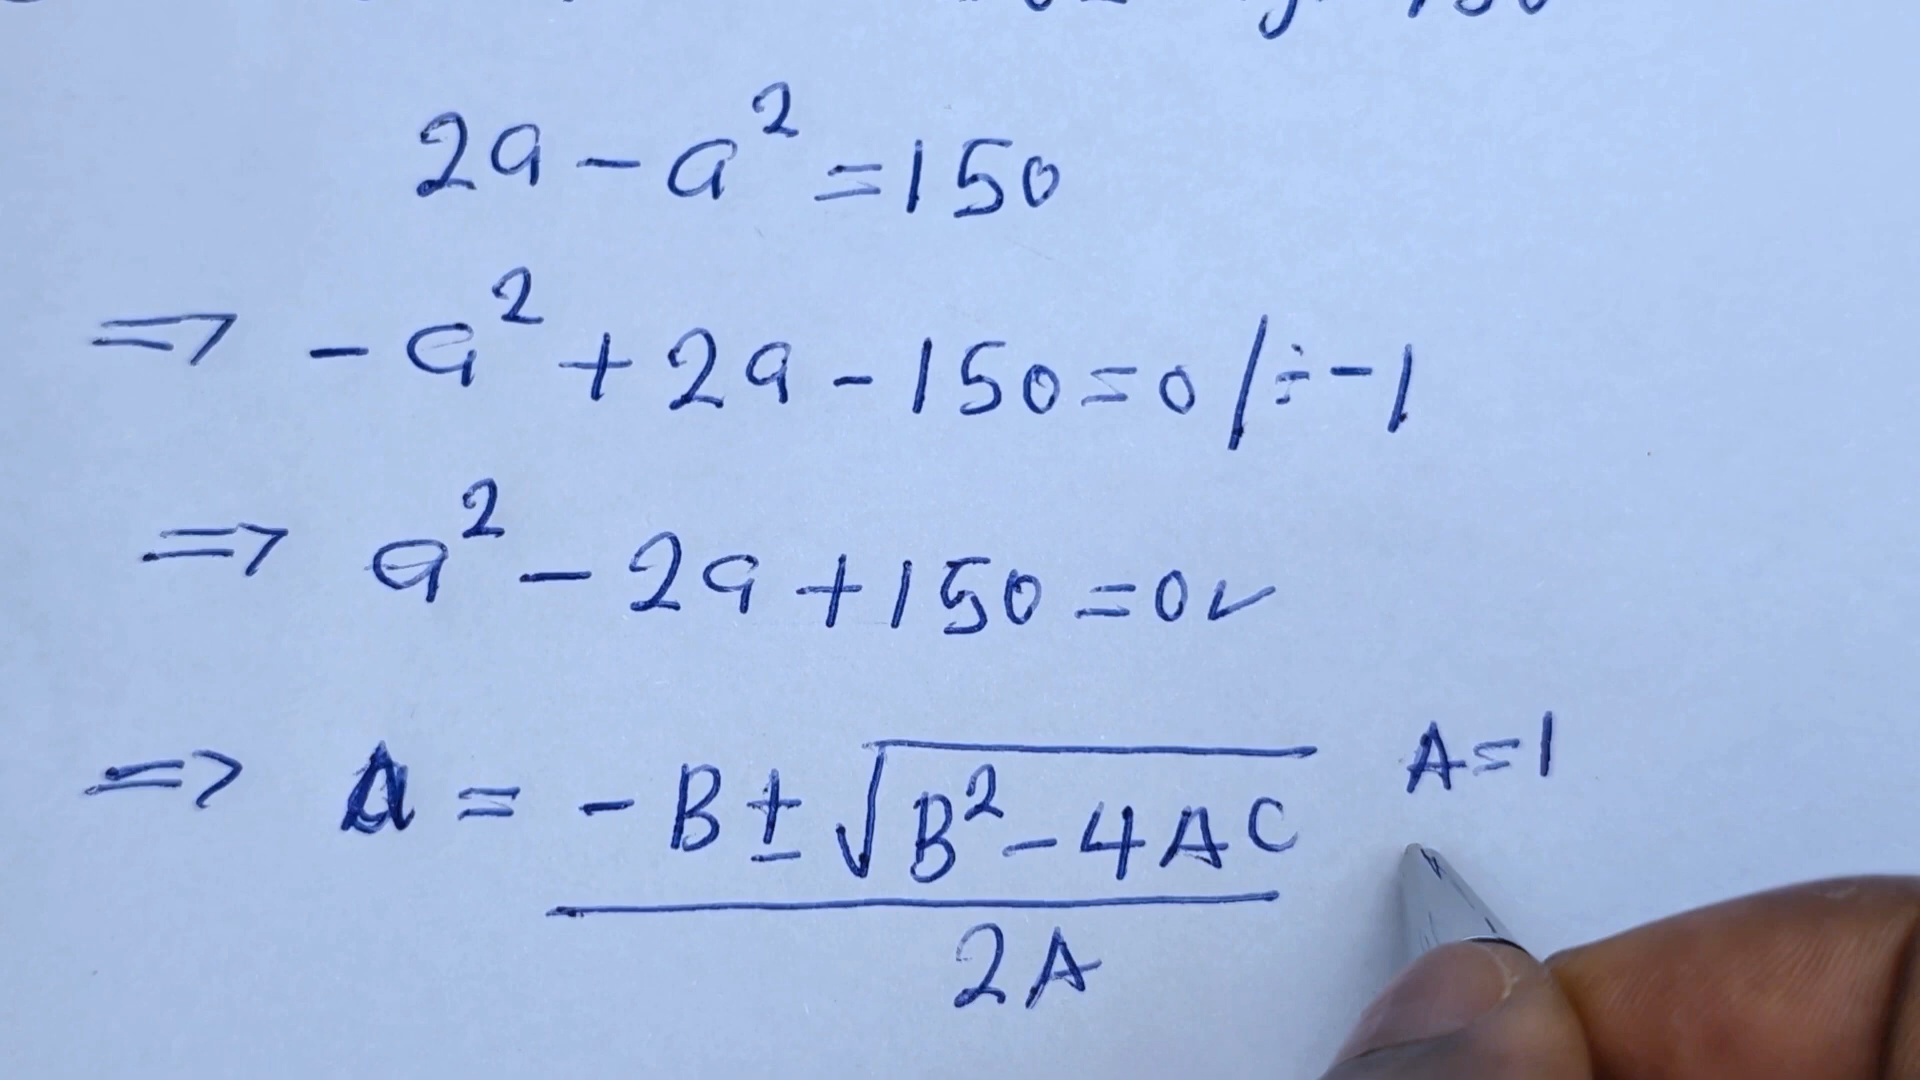 2a - a² = 150
⇒ - a² + 2a - 150 = 0 / ÷ -1
⇒ a² - 2a + 150 = 0 ✓
⇒ a = - B ± √(B² - 4AC) / 2A
A = 1